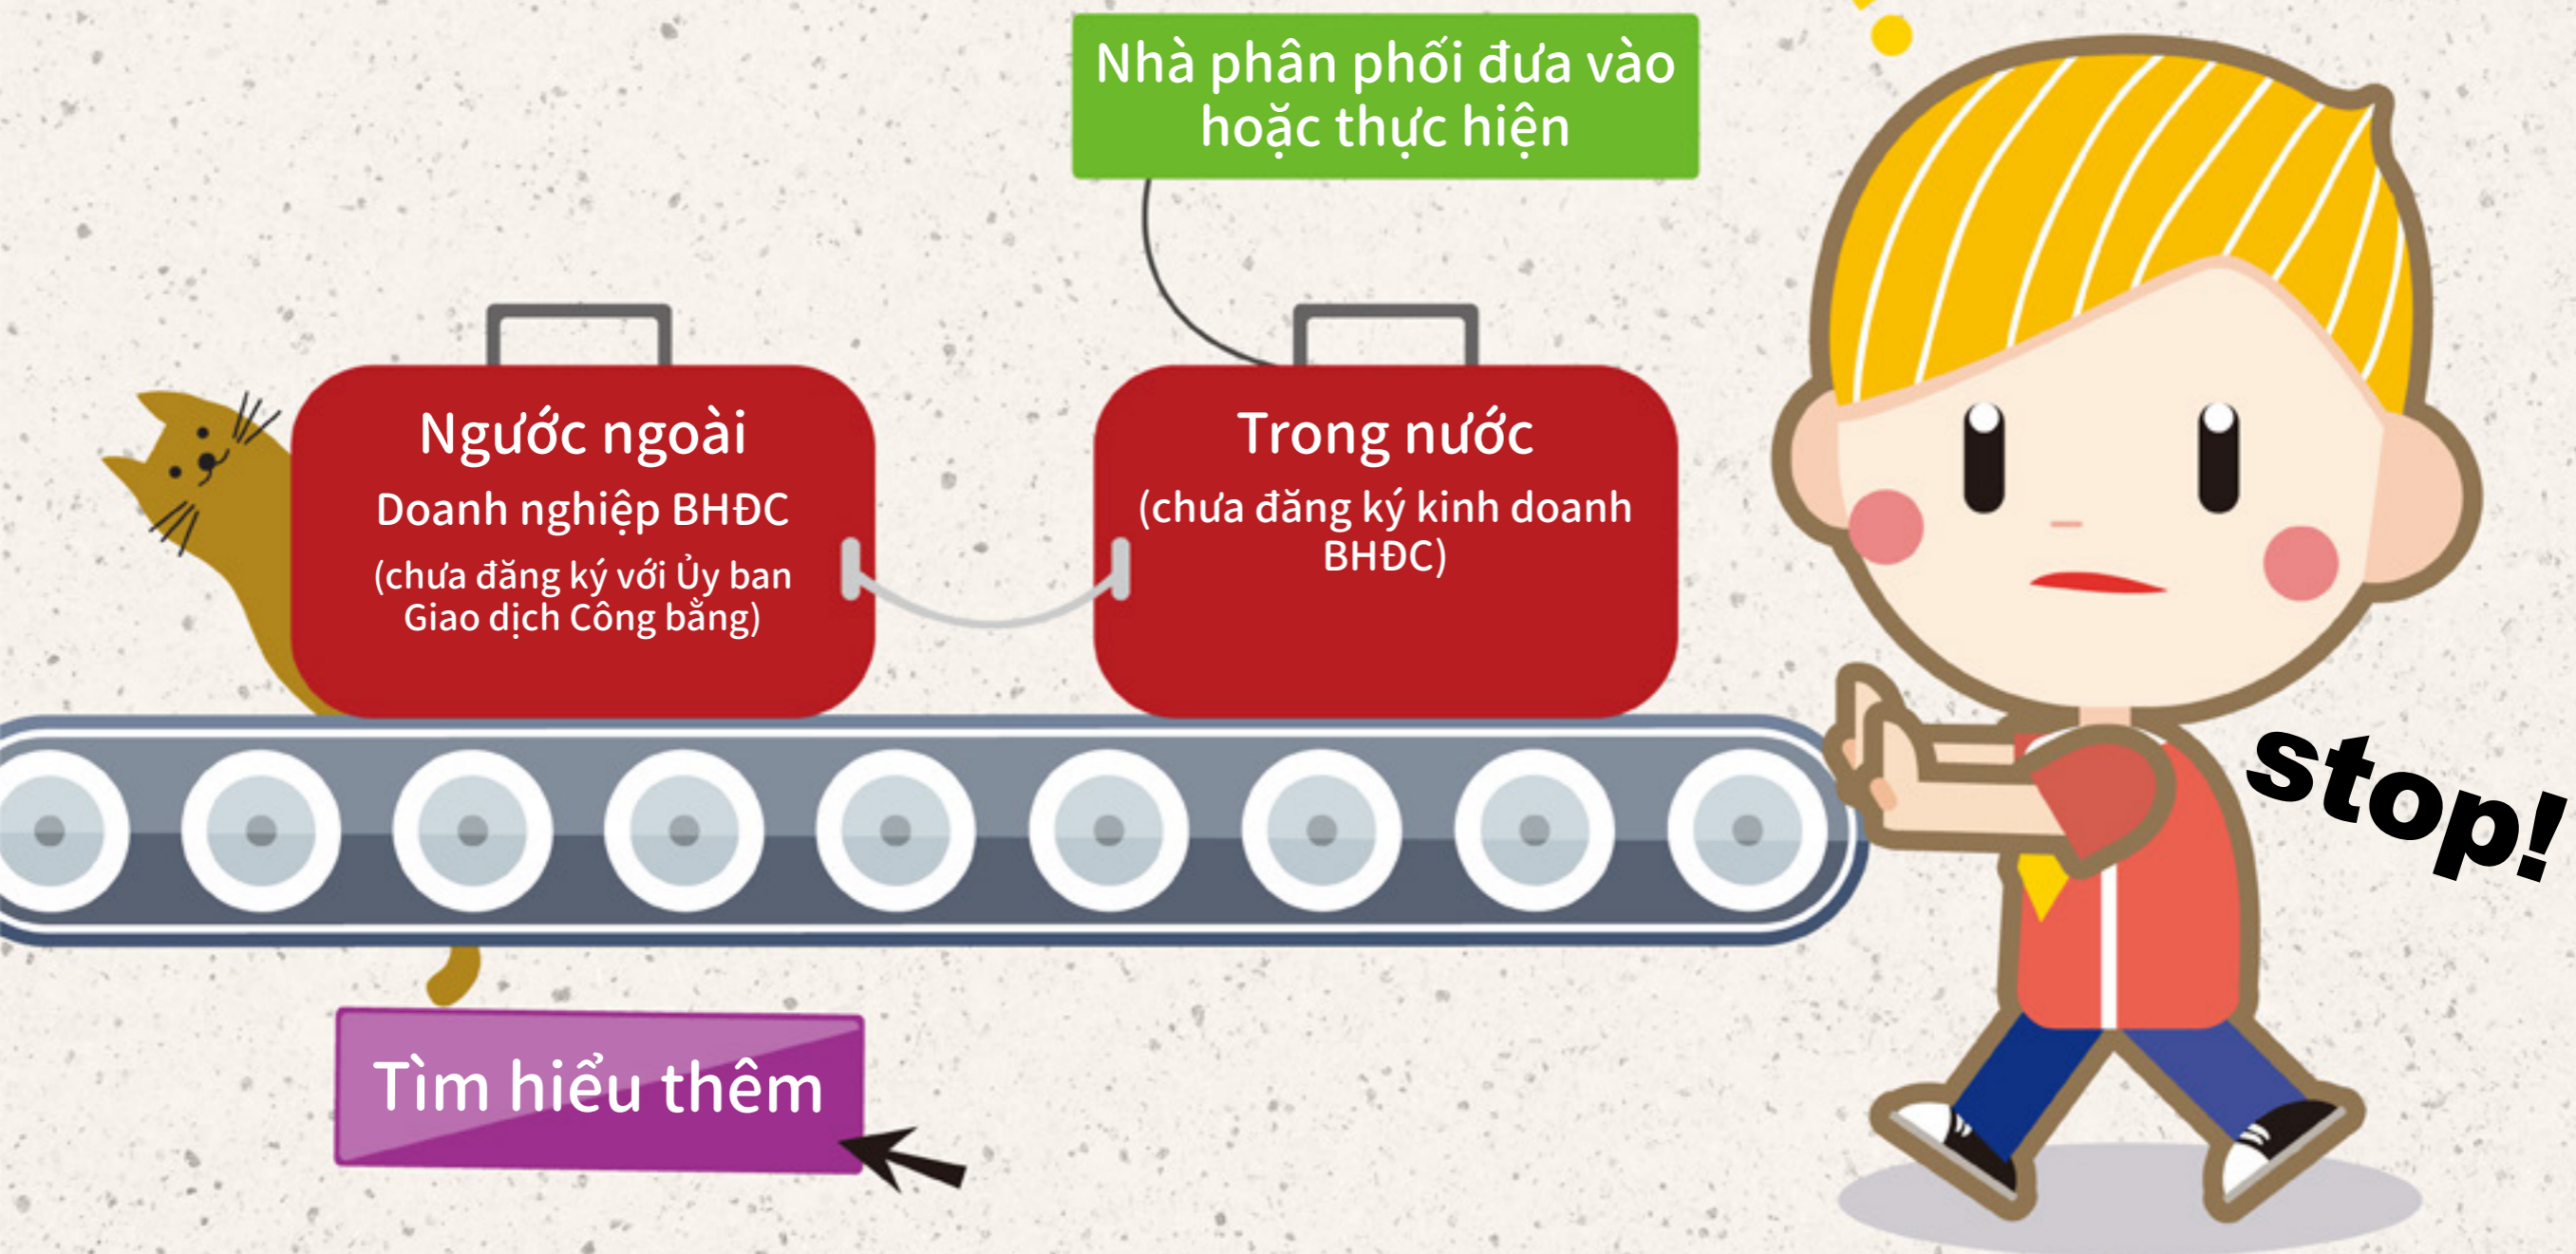 Nhà phân phối đưa vào
hoặc thực hiện
Ngước ngoài
Doanh nghiệp BHĐC
(chưa đăng ký với Ủy ban
Giao dịch Công bằng)
Trong nước
(chưa đăng ký kinh doanh
BHĐC)
stop!
Tìm hiểu thêm